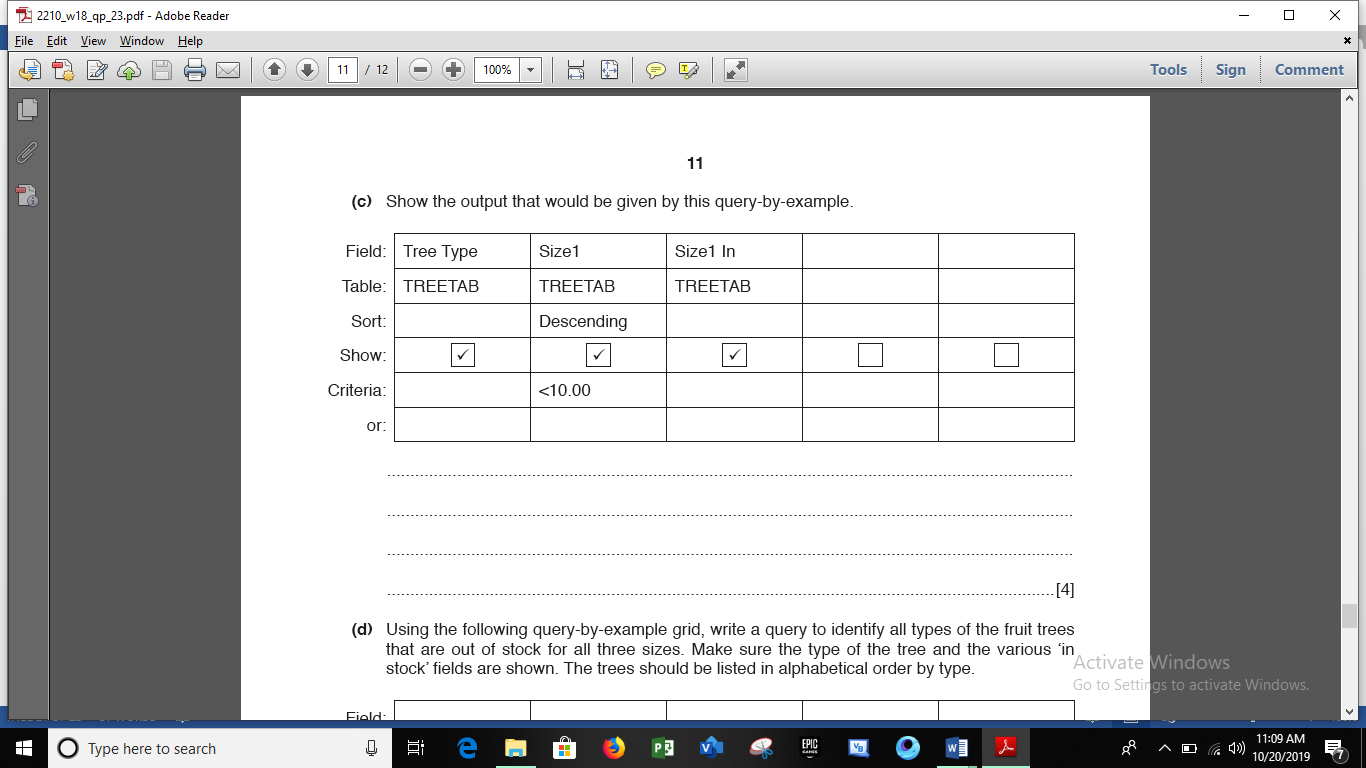 2210_w18_qp_23.pdf - Adobe Reader
File Edit View Window Help
11 / 12 100% Tools Sign Comment
11
(c) Show the output that would be given by this query-by-example.
Field: Tree Type Size1 Size1 In
Table: TREETAB TREETAB TREETAB
Sort: Descending
Show: ✓ ✓ ✓
Criteria: <10.00
or:
[4]
(d) Using the following query-by-example grid, write a query to identify all types of the fruit trees
that are out of stock for all three sizes. Make sure the type of the tree and the various ‘in
stock’ fields are shown. The trees should be listed in alphabetical order by type.
Activate Windows
Go to Settings to activate Windows.
Field:
Type here to search
11:09 AM
10/20/2019
7